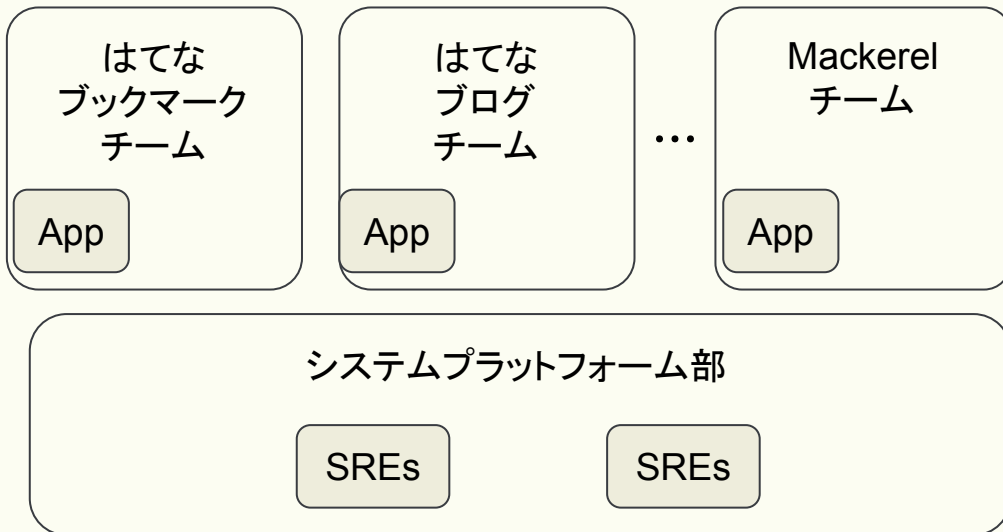 はてな
ブックマーク
チーム
App
はてな
ブログ
チーム
App
...
Mackerel
チーム
App
システムプラットフォーム部
SREs
SREs